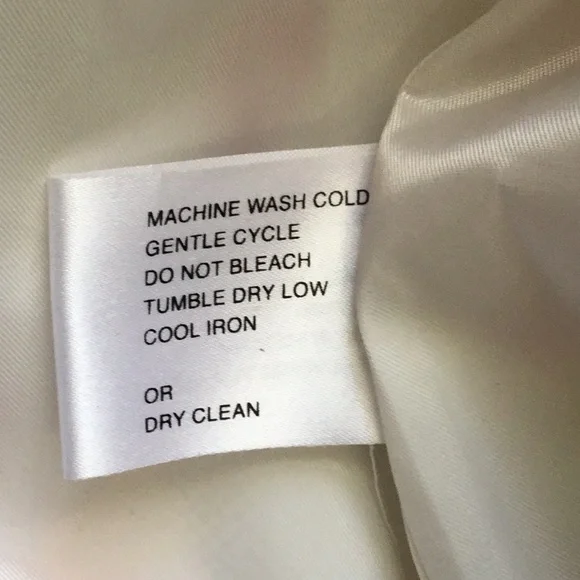 MACHINE WASH COLD
GENTLE CYCLE
DO NOT BLEACH
TUMBLE DRY LOW
COOL IRON
OR
DRY CLEAN